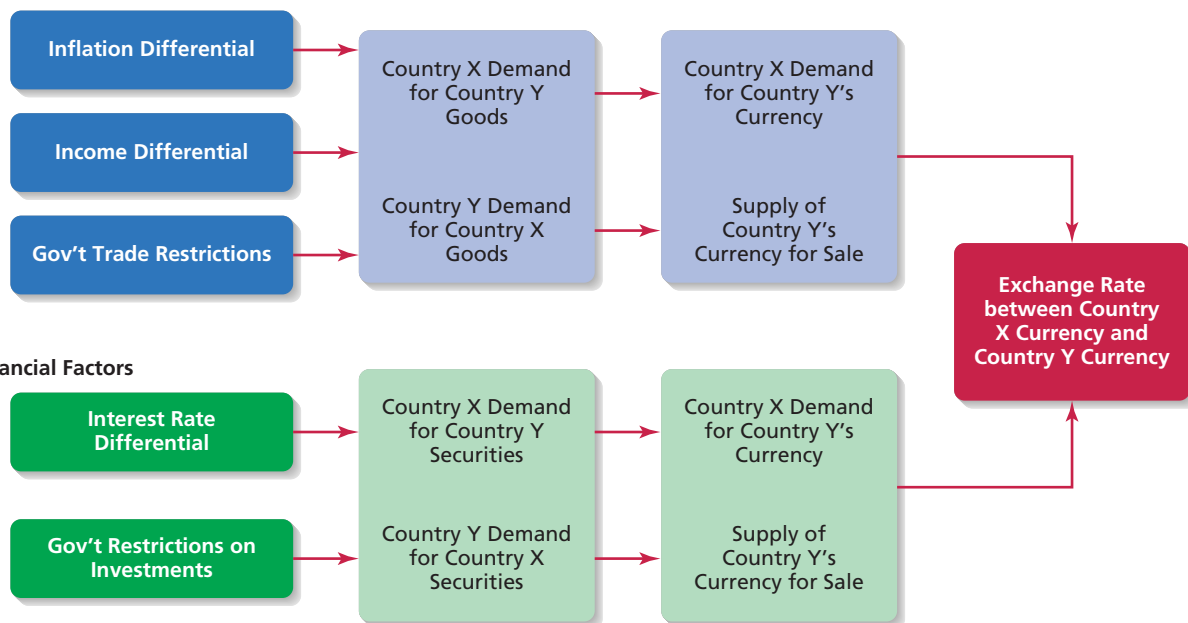 Inflation Differential
Income Differential
Gov't Trade Restrictions
Country X Demand
for Country Y
Goods
Country Y Demand
for Country X
Goods
Country X Demand
for Country Y's
Currency
Supply of
Country Y's
Currency for Sale
Exchange Rate
between Country
X Currency and
Country Y Currency
ancial Factors
Interest Rate
Differential
Gov't Restrictions on
Investments
Country X Demand
for Country Y
Securities
Country Y Demand
for Country X
Securities
Country X Demand
for Country Y's
Currency
Supply of
Country Y's
Currency for Sale